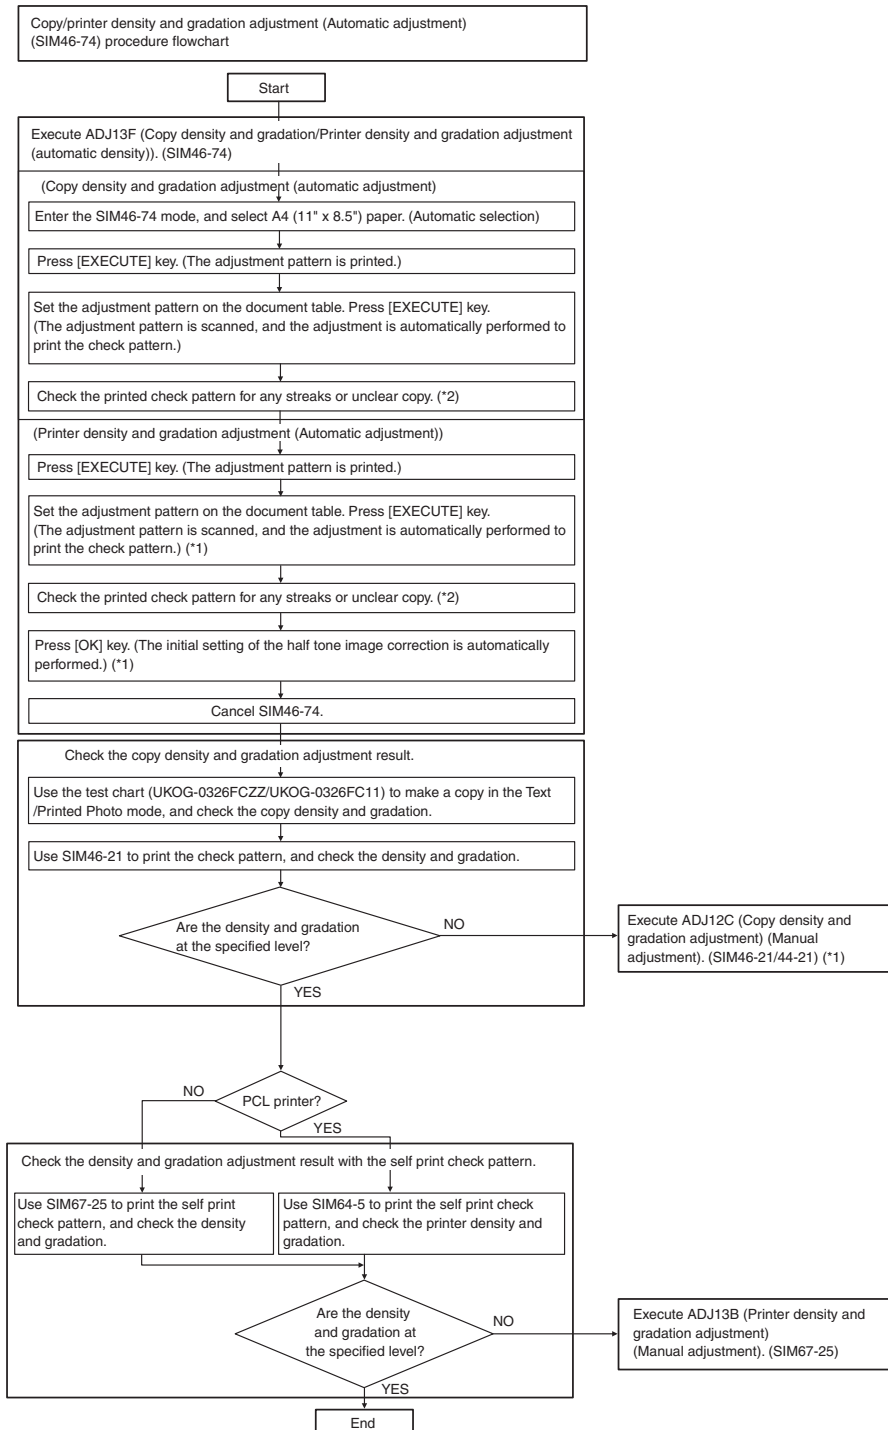 Copy/printer density and gradation adjustment (Automatic adjustment)
(SIM46-74) procedure flowchart
Start
Execute ADJ13F (Copy density and gradation/Printer density and gradation adjustment
(automatic density)). (SIM46-74)
(Copy density and gradation adjustment (automatic adjustment)
Enter the SIM46-74 mode, and select A4 (11" x 8.5") paper. (Automatic selection)
Press [EXECUTE] key. (The adjustment pattern is printed.)
Set the adjustment pattern on the document table. Press [EXECUTE] key.
(The adjustment pattern is scanned, and the adjustment is automatically performed to
print the check pattern.)
Check the printed check pattern for any streaks or unclear copy. (*2)
(Printer density and gradation adjustment (Automatic adjustment))
Press [EXECUTE] key. (The adjustment pattern is printed.)
Set the adjustment pattern on the document table. Press [EXECUTE] key.
(The adjustment pattern is scanned, and the adjustment is automatically performed to
print the check pattern.) (*1)
Check the printed check pattern for any streaks or unclear copy. (*2)
Press [OK] key. (The initial setting of the half tone image correction is automatically
performed.) (*1)
Cancel SIM46-74.
Check the copy density and gradation adjustment result.
Use the test chart (UKOG-0326FCZZ/UKOG-0326FC11) to make a copy in the Text
/Printed Photo mode, and check the copy density and gradation.
Use SIM46-21 to print the check pattern, and check the density and gradation.
Are the density and gradation
at the specified level?
NO
Execute ADJ12C (Copy density and
gradation adjustment) (Manual
adjustment). (SIM46-21/44-21) (*1)
YES
PCL printer?
NO
YES
Check the density and gradation adjustment result with the self print check pattern.
Use SIM67-25 to print the self print
check pattern, and check the density
and gradation.
Use SIM64-5 to print the self print check
pattern, and check the printer density and
gradation.
Are the density
and gradation at
the specified level?
NO
Execute ADJ13B (Printer density and
gradation adjustment)
(Manual adjustment). (SIM67-25)
YES
End